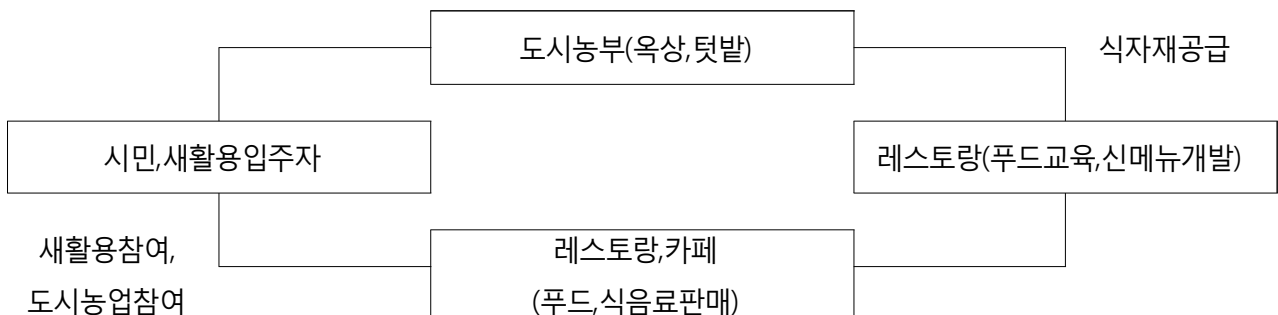 도시농부(옥상,텃밭)
식자재공급
시민,새활용입주자
레스토랑(푸드교육,신메뉴개발)
새활용참여,
도시농업참여
레스토랑,카페
(푸드,식음료판매)